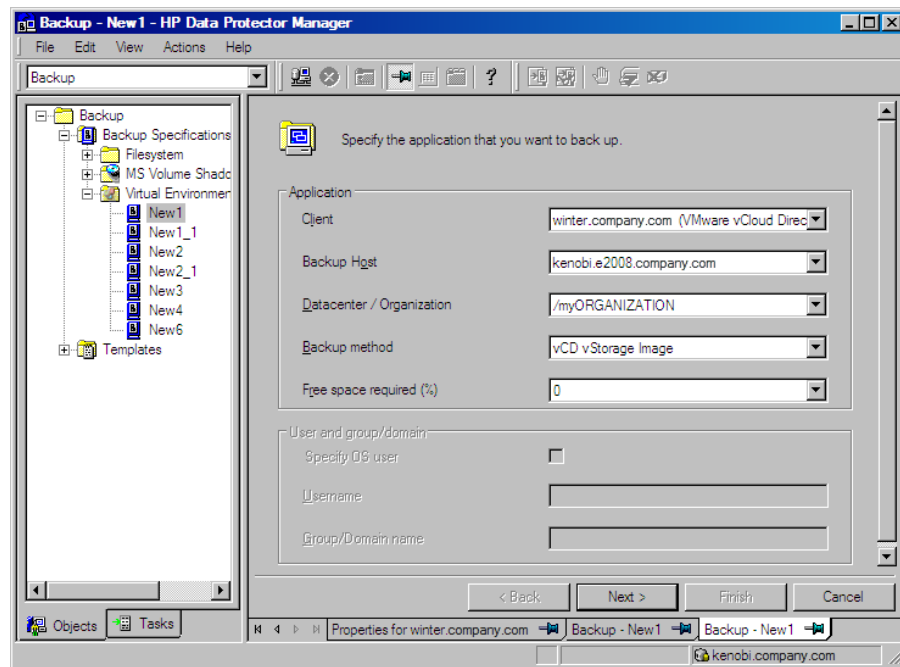 Backup - New1 - HP Data Protector Manager
File Edit View Actions Help
Backup
Backup
Backup Specifications
Filesystem
MS Volume Shadc
Virtual Environmer
New1
New1_1
New2
New2_1
New3
New4
New6
Templates
Objects Tasks
Specify the application that you want to back up.
Application
Client winter.company.com (VMware vCloud Direc
Backup Host kenobi.e2008.company.com
Datacenter / Organization /myORGANIZATION
Backup method vCD vStorage Image
Free space required (%) 0
User and group/domain
Specify OS user
Username
Group/Domain name
< Back Next > Finish Cancel
Properties for winter.company.com Backup - New1 Backup - New1
kenobi.company.com